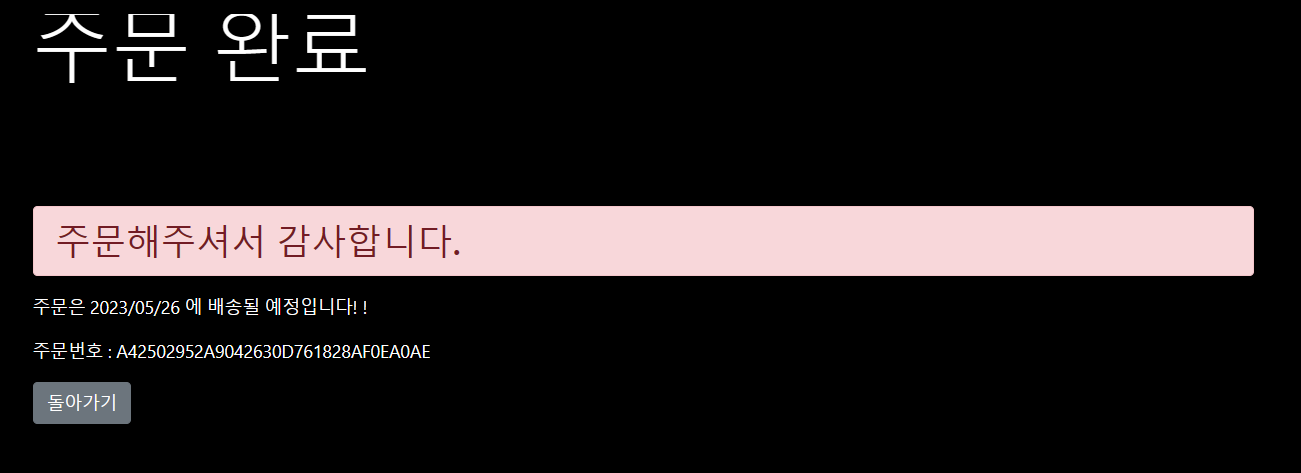 주문 완료
주문해주셔서 감사합니다.
주문은 2023/05/26 에 배송될 예정입니다! !
주문번호 : A42502952A9042630D761828AF0EA0AE
돌아가기